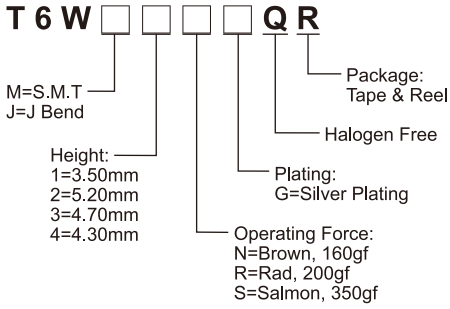 T6W□□□□QR
M=S.M.T
J=J Bend
Package:
Tape & Reel
Halogen Free
Height:
1=3.50mm
2=5.20mm
3=4.70mm
4=4.30mm
Plating:
G=Silver Plating
Operating Force:
N=Brown, 160gf
R=Rad, 200gf
S=Salmon, 350gf